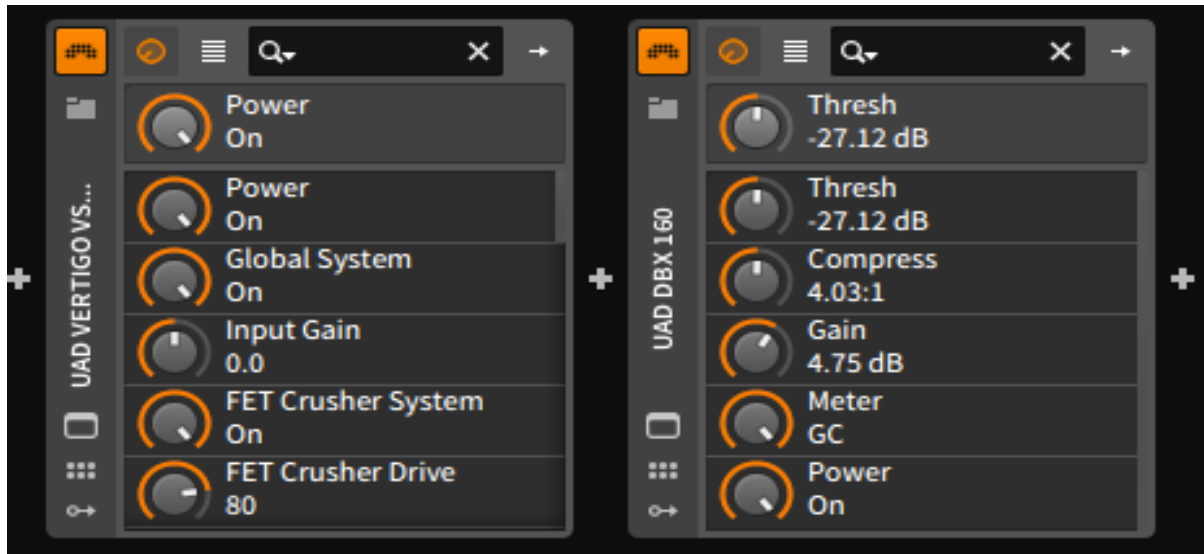 UAD VERTIGO VS...
Power
On
Power
On
Global System
On
Input Gain
0.0
FET Crusher System
On
FET Crusher Drive
80
UAD DBX 160
Thresh
-27.12 dB
Thresh
-27.12 dB
Compress
4.03:1
Gain
4.75 dB
Meter
GC
Power
On